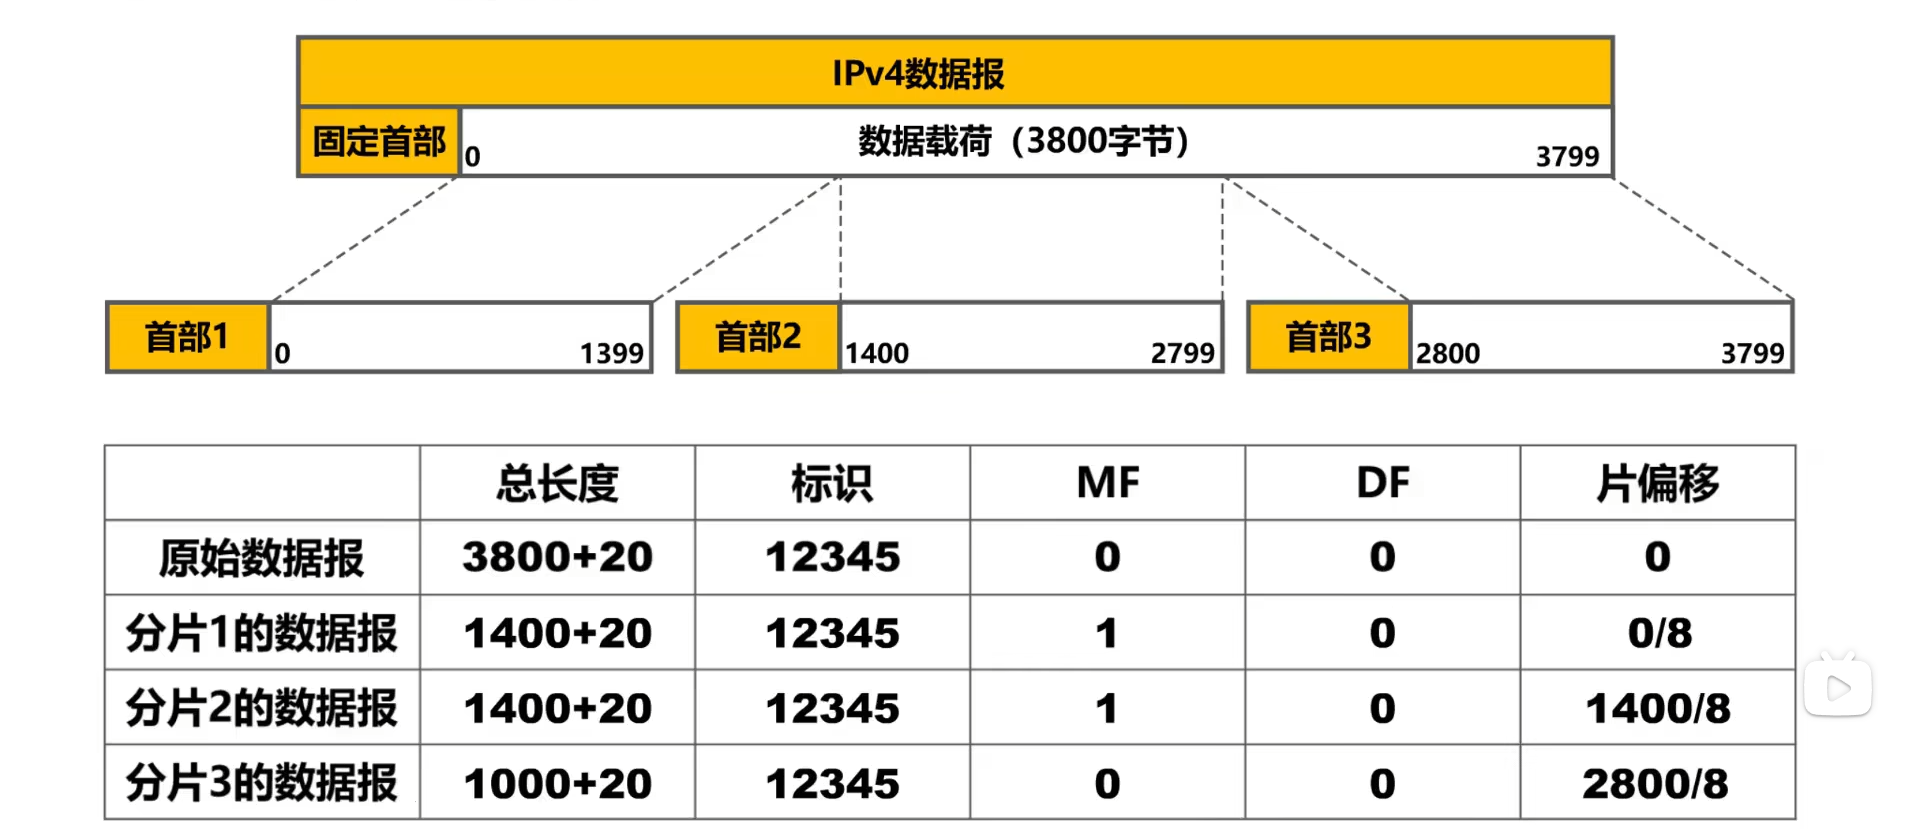 IPv4数据报
固定首部 0 数据载荷（3800字节） 3799
首部1 0 1399 首部2 1400 2799 首部3 2800 3799
总长度 标识 MF DF 片偏移
原始数据报 3800+20 12345 0 0 0
分片1的数据报 1400+20 12345 1 0 0/8
分片2的数据报 1400+20 12345 1 0 1400/8
分片3的数据报 1000+20 12345 0 0 2800/8